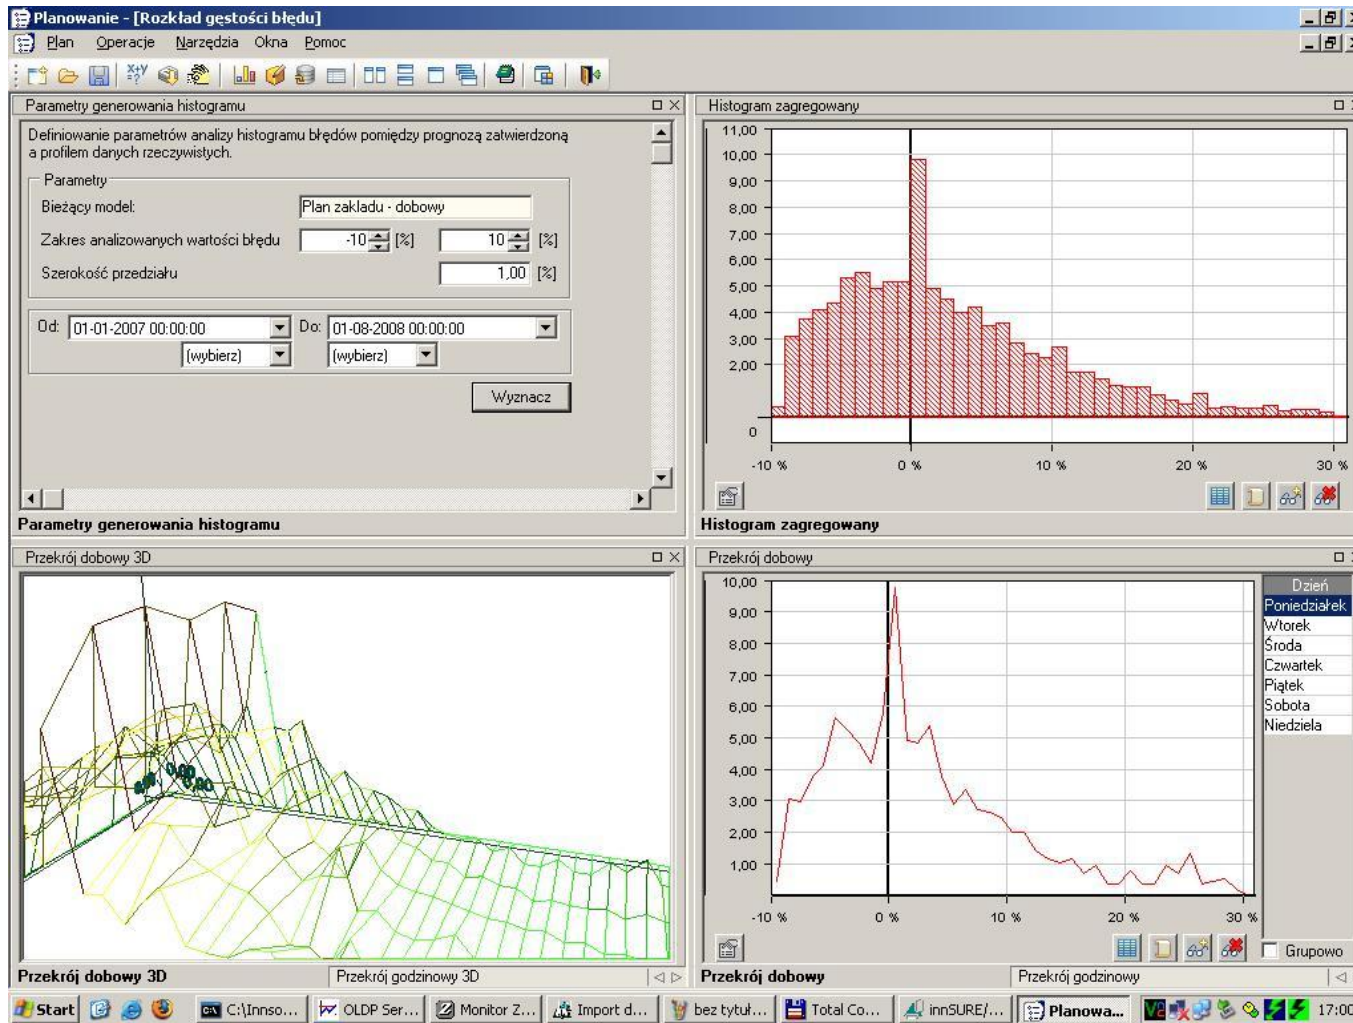 Planowanie - [Rozkład gęstości błędu]
Plan Operacje Narzędzia Okna Pomoc
Parametry generowania histogramu
Definiowanie parametrów analizy histogramu błędów pomiędzy prognozą zatwierdzoną
a profilem danych rzeczywistych.
Parametry
Bieżący model: Plan zakladu - dobowy
Zakres analizowanych wartości błędu -10 [%] 10 [%]
Szerokość przedziału 1,00 [%]
Od: 01-01-2007 00:00:00 Do: 01-08-2008 00:00:00
(wybierz) (wybierz)
Wyznacz
Parametry generowania histogramu
Histogram zagregowany
11,00
10,00
9,00
8,00
7,00
6,00
5,00
4,00
3,00
2,00
0
-10 % 0 % 10 % 20 % 30 %
Histogram zagregowany
Przekrój dobowy 3D
0,00
0,00
Przekrój dobowy 3D Przekrój godzinowy 3D
Przekrój dobowy
10,00
9,00
8,00
7,00
6,00
5,00
4,00
3,00
2,00
1,00
-10 % 0 % 10 % 20 % 30 %
Dzień
Poniedziałek
Wtorek
Środa
Czwartek
Piątek
Sobota
Niedziela
Grupowo
Przekrój dobowy Przekrój godzinowy
Start C:\Innso... OLDP Ser... Monitor Z... Import d... bez tytuł... Total Co... innSURE/... Planowa... 17:00